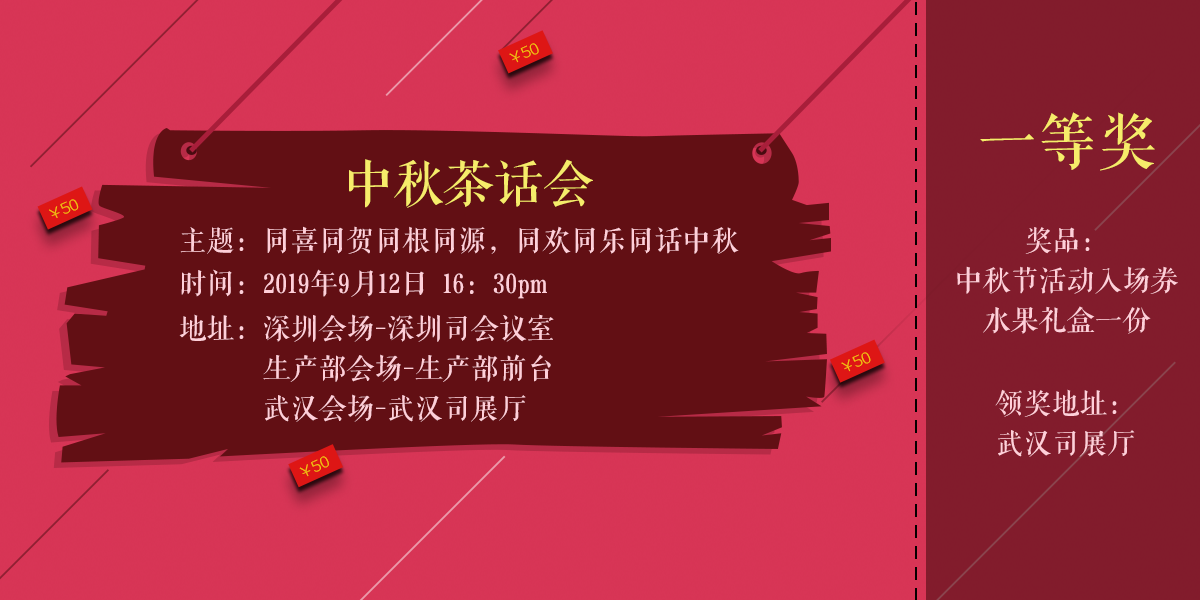 ¥50
中秋茶话会
¥50
主题：同喜同贺同根同源，同欢同乐同话中秋
时间：2019年9月12日 16：30pm
地址：深圳会场-深圳司会议室
生产部会场-生产部前台
¥50
武汉会场-武汉司展厅
¥50
一等奖
奖品：
中秋节活动入场券
水果礼盒一份
领奖地址：
武汉司展厅